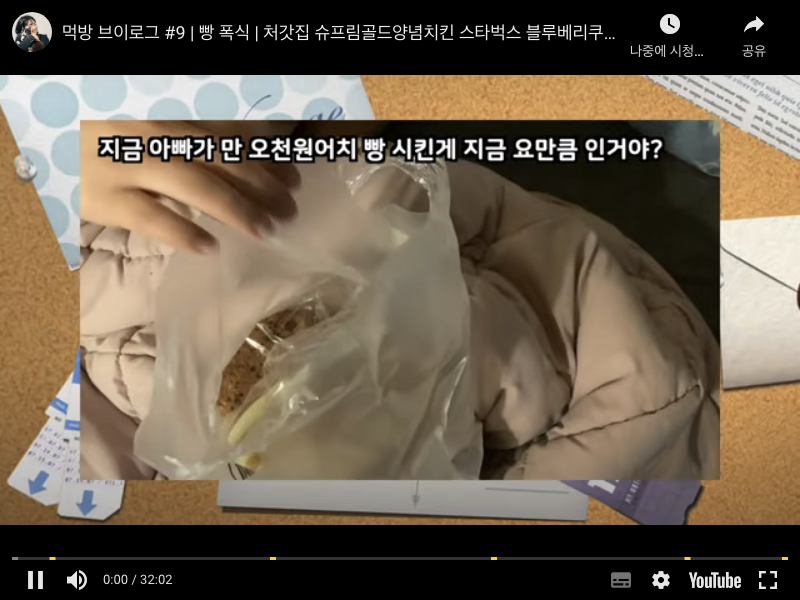 먹방 브이로그 #9 | 빵 폭식 | 처갓집 슈프림골드양념치킨 스타벅스 블루베리쿠...
나중에 시청...
공유
지금 아빠가 만 오천원어치 빵 시킨게 지금 요만큼 인거야?
0:00 / 32:02
YouTube